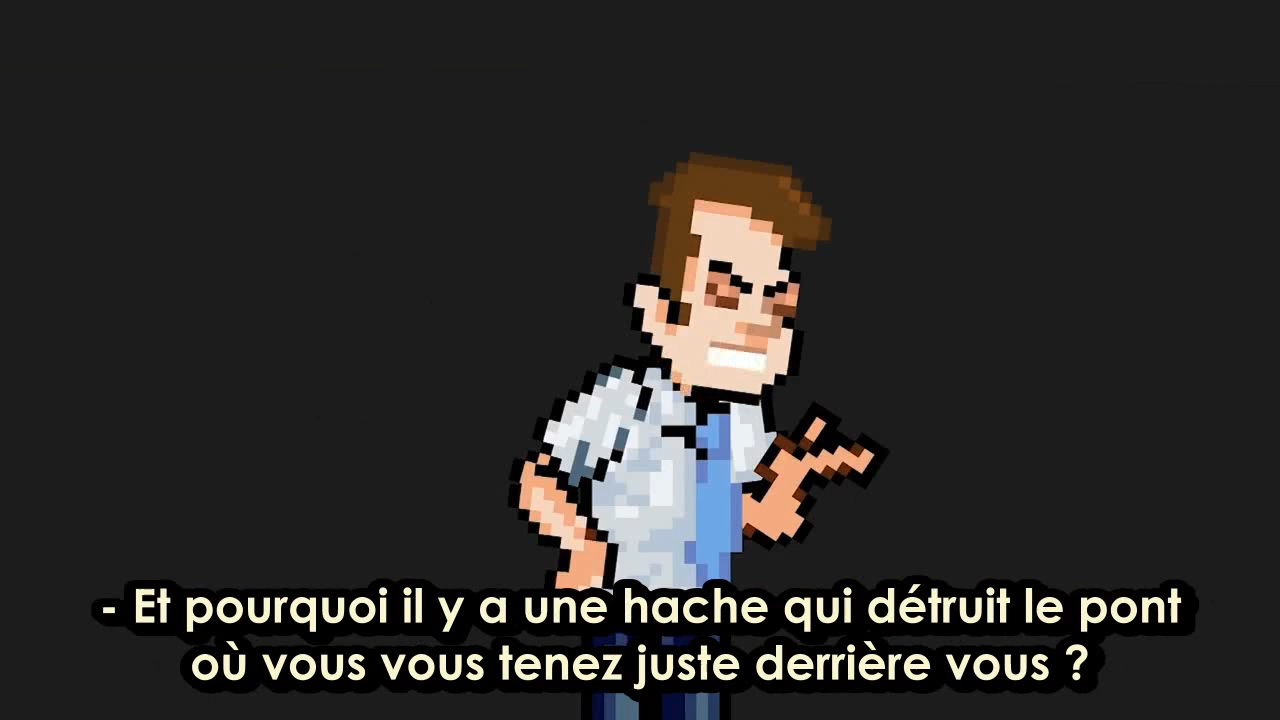 - Et pourquoi il y a une hache qui détruit le pont
où vous vous tenez juste derrière vous ?